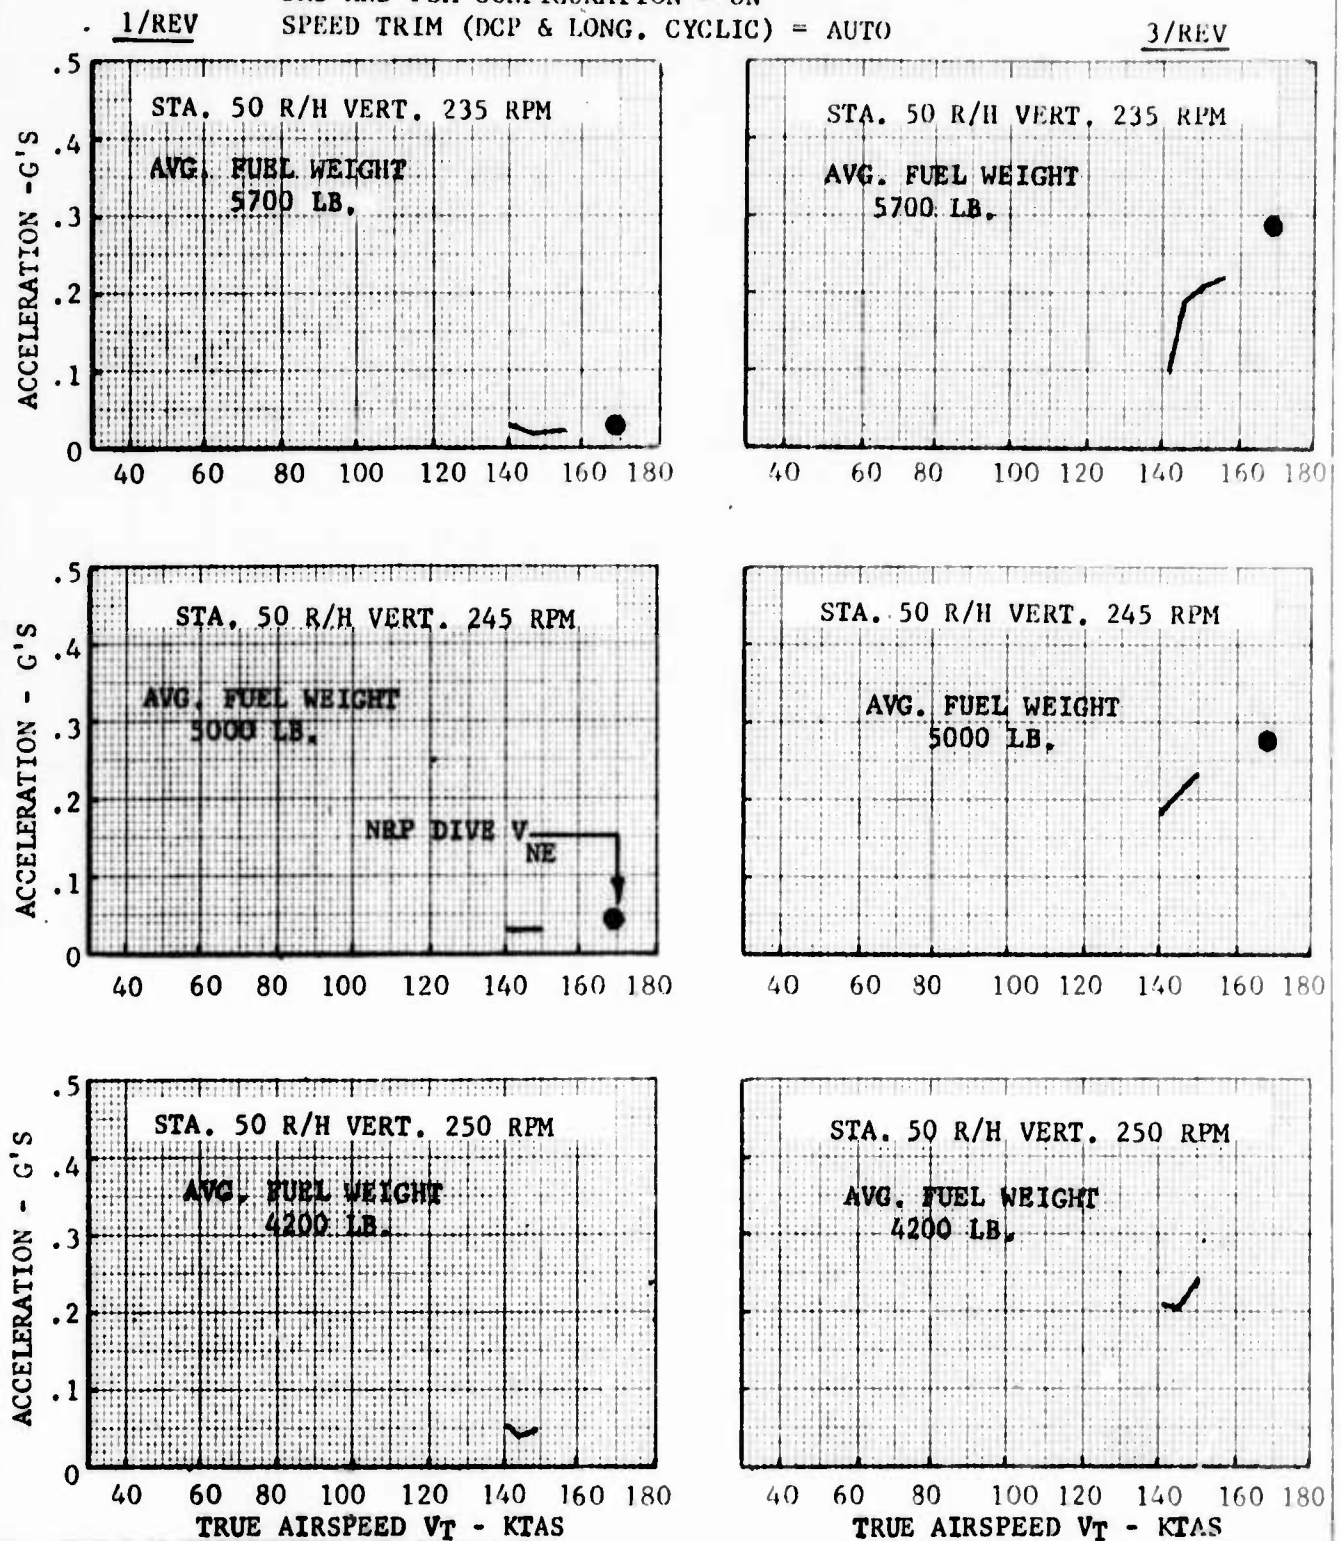 1/REV SPEED TRIM (DCP & LONG. CYCLIC) = AUTO 3/REV
ACCELERATION -G'S
.5
.4
.3
.2
.1
0
STA. 50 R/H VERT. 235 RPM
AVG. FUEL WEIGHT
5700 LB.
40 60 80 100 120 140 160 180
STA. 50 R/H VERT. 235 RPM
AVG. FUEL WEIGHT
5700 LB.
40 60 80 100 120 140 160 180
ACCELERATION - G'S
.5
.4
.3
.2
.1
0
STA. 50 R/H VERT. 245 RPM
AVG. FUEL WEIGHT
5000 LB.
NRP DIVE VNE
40 60 80 100 120 140 160 180
STA. 50 R/H VERT. 245 RPM
AVG. FUEL WEIGHT
5000 LB.
40 60 80 100 120 140 160 180
ACCELERATION - G'S
.5
.4
.3
.2
.1
0
STA. 50 R/H VERT. 250 RPM
AVG. FUEL WEIGHT
4200 LB.
40 60 80 100 120 140 160 180
TRUE AIRSPEED VT - KTAS
STA. 50 R/H VERT. 250 RPM
AVG. FUEL WEIGHT
4200 LB.
40 60 80 100 120 140 160 180
TRUE AIRSPEED VT - KTAS